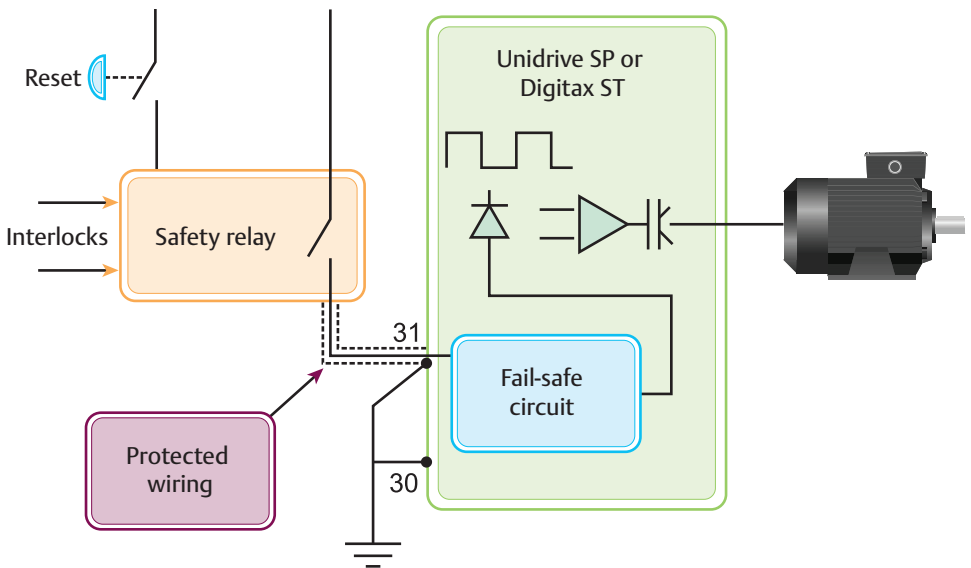 Unidrive SP or
Digitax ST
Reset
Interlocks
Safety relay
31
Fail-safe
circuit
Protected
wiring
30